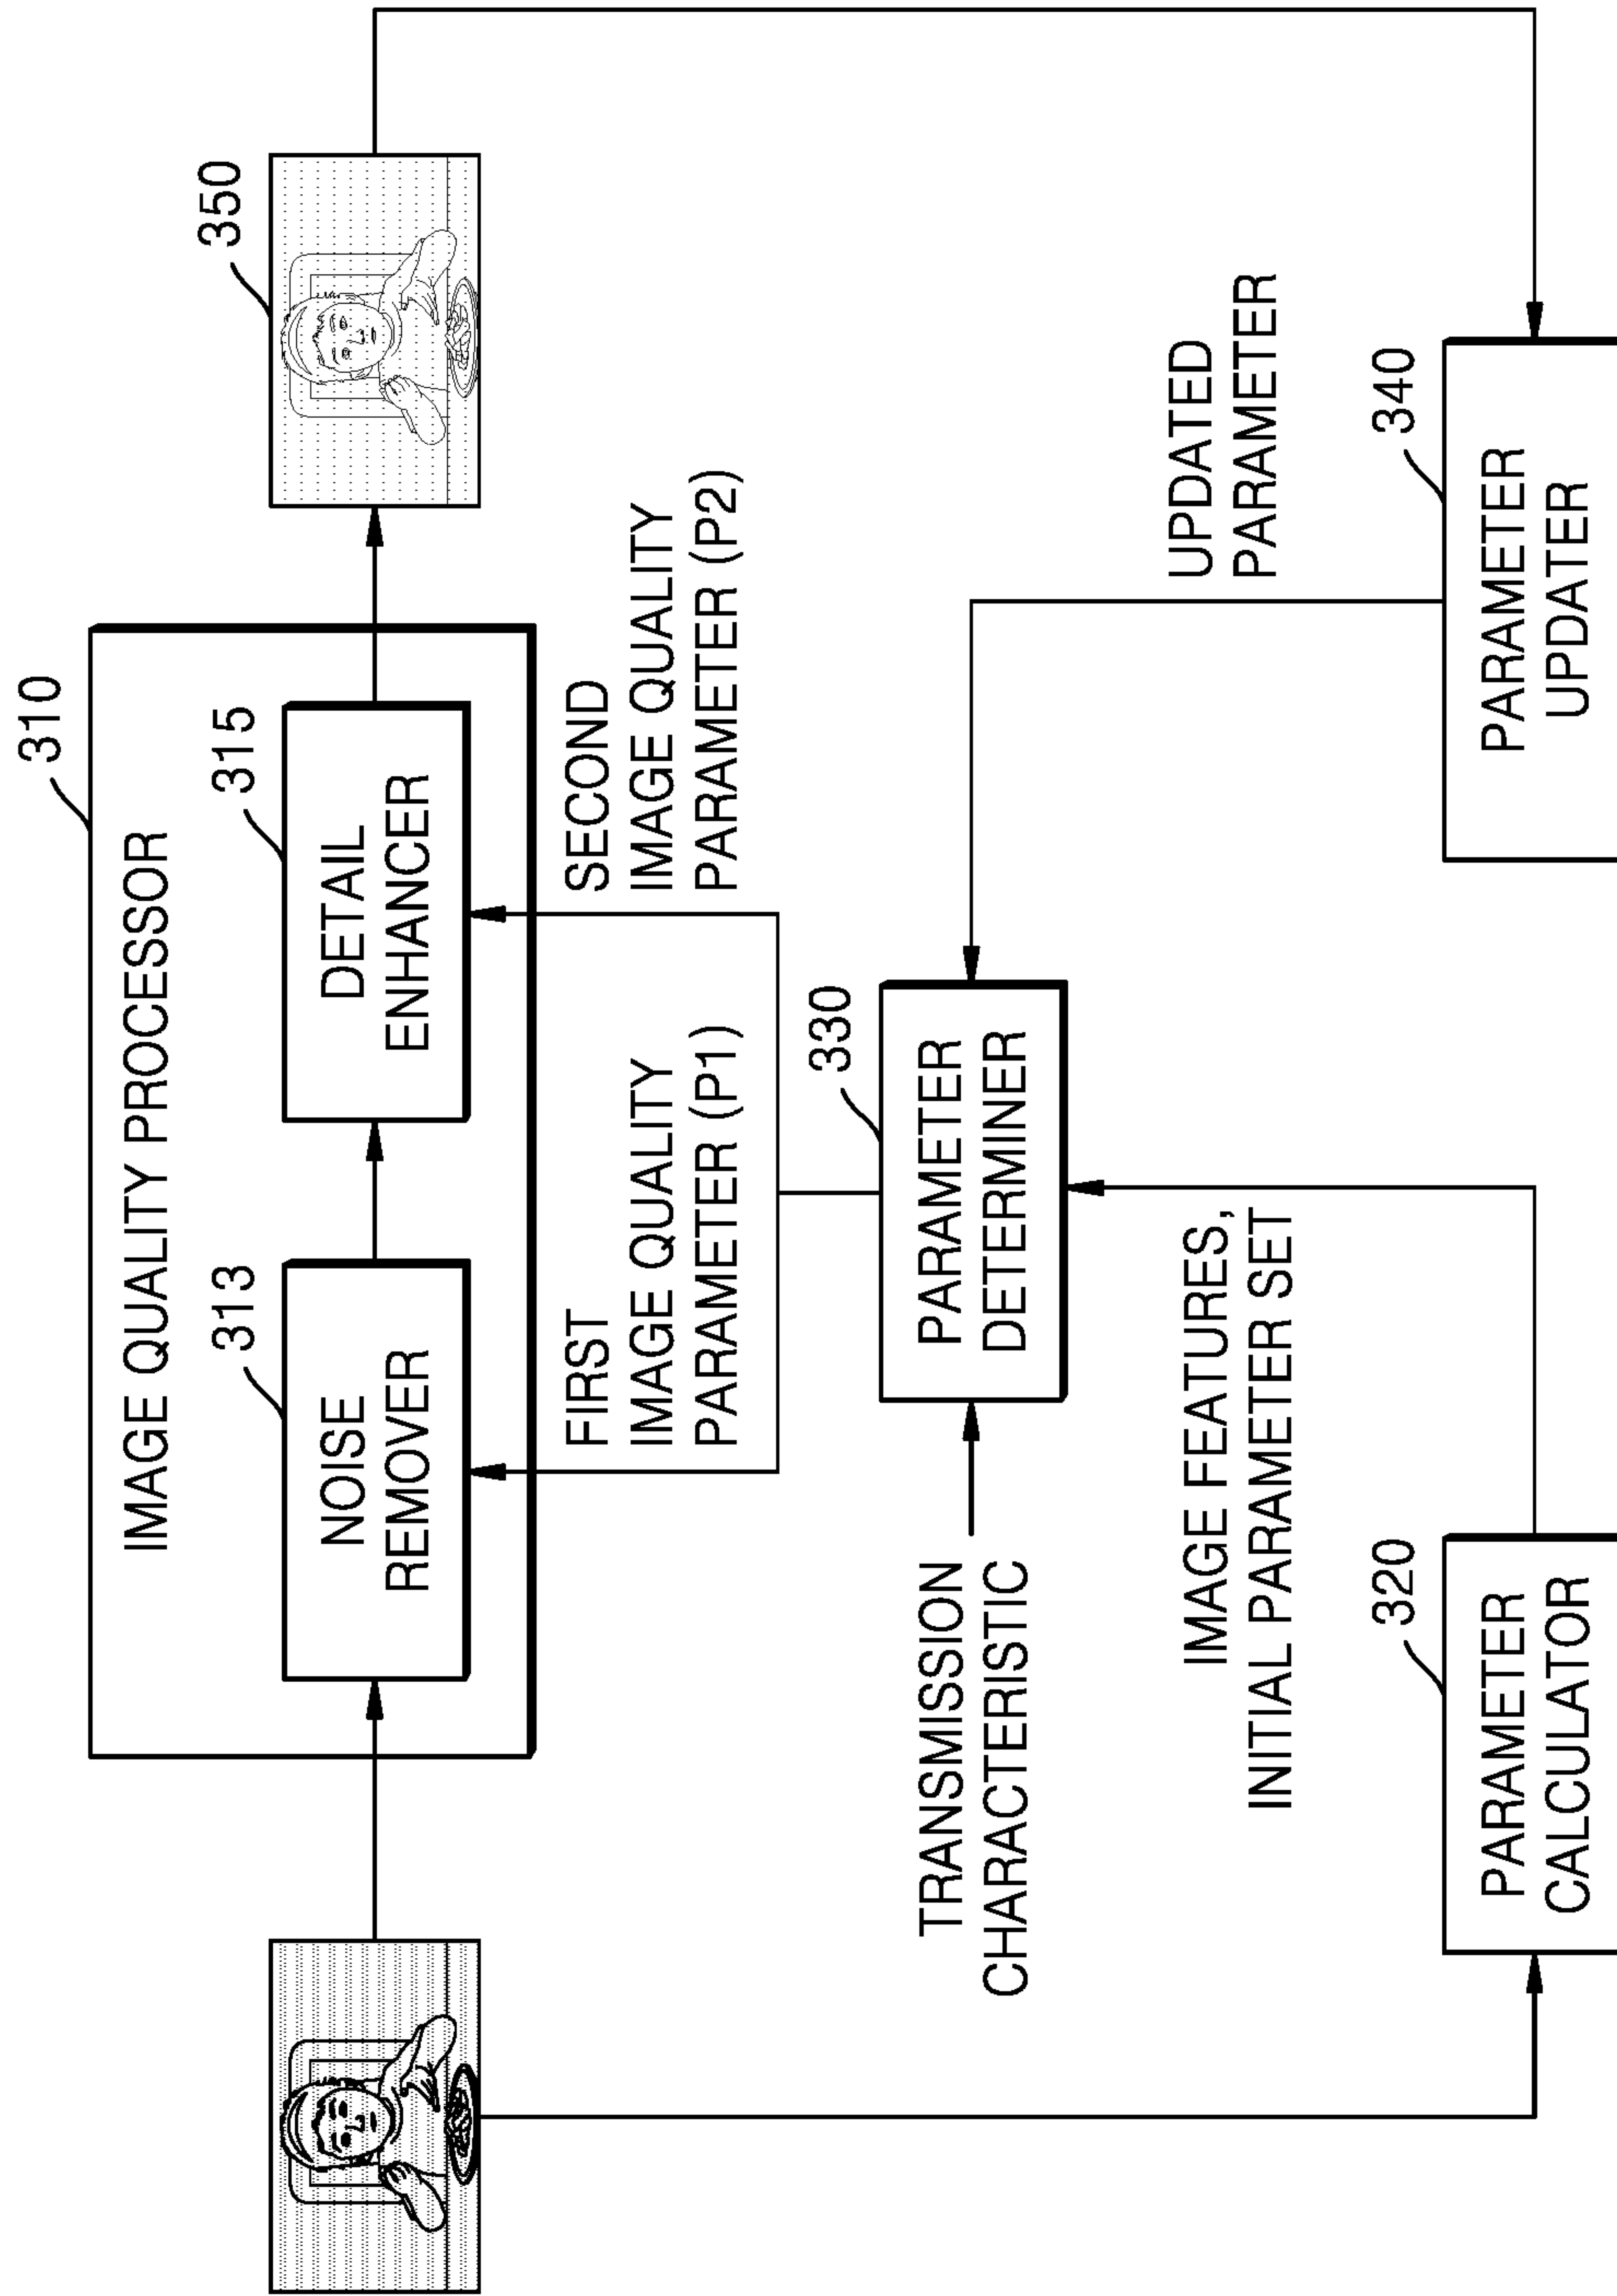 310
IMAGE QUALITY PROCESSOR
313
315
350
NOISE
REMOVER
DETAIL
ENHANCER
FIRST
IMAGE QUALITY
PARAMETER (P1)
SECOND
IMAGE QUALITY
PARAMETER (P2)
330
TRANSMISSION
CHARACTERISTIC
PARAMETER
DETERMINER
UPDATED
PARAMETER
IMAGE FEATURES,
INITIAL PARAMETER SET
320
PARAMETER
CALCULATOR
340
PARAMETER
UPDATER